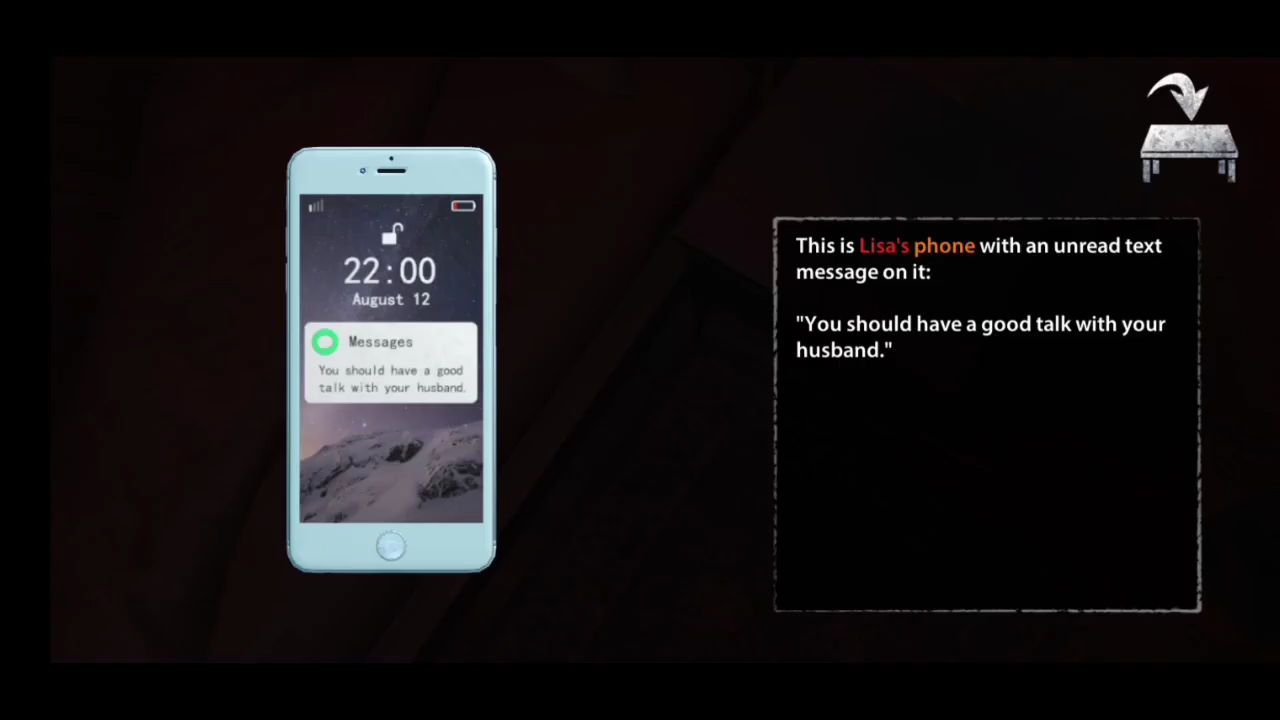 22:00
August 12
Messages
You should have a good
talk with your husband.
This is Lisa's phone with an unread text
message on it:
"You should have a good talk with your
husband."